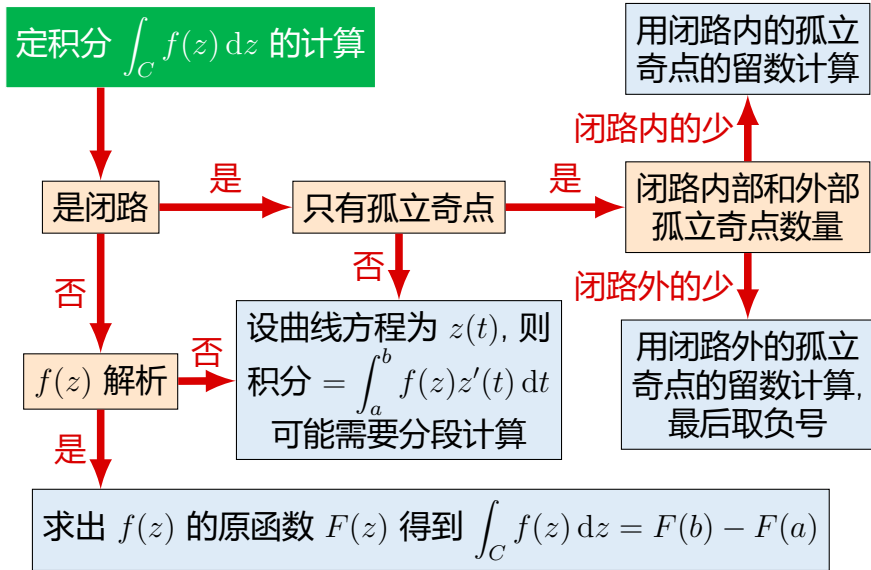 定积分 ∫_C f(z) dz 的计算
用闭路内的孤立
奇点的留数计算
闭路内的少
是闭路
是
只有孤立奇点
是
闭路内部和外部
孤立奇点数量
否
否
闭路外的少
设曲线方程为 z(t), 则
积分 = ∫_a^b f(z)z′(t) dt
可能需要分段计算
用闭路外的孤立
奇点的留数计算,
最后取负号
f(z) 解析
否
是
求出 f(z) 的原函数 F(z) 得到 ∫_C f(z) dz = F(b) − F(a)